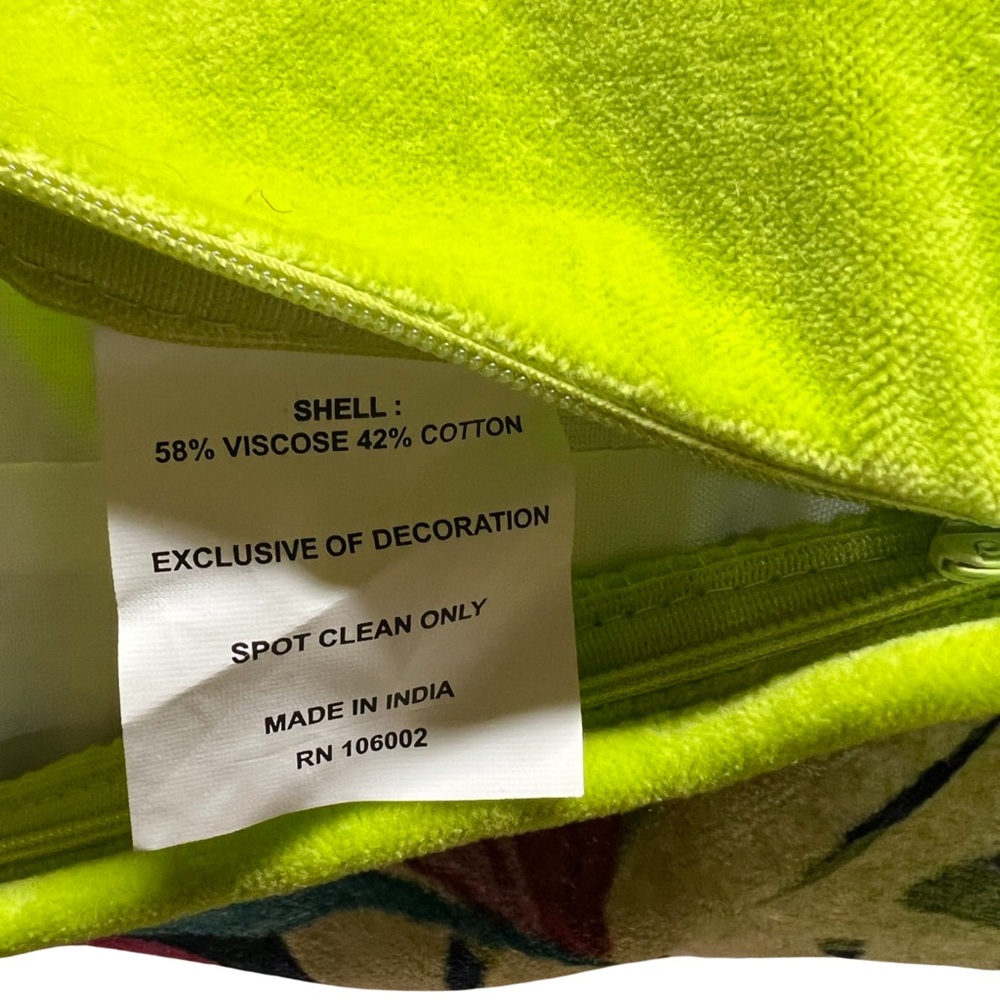 SHELL :
58% VISCOSE 42% COTTON
EXCLUSIVE OF DECORATION
SPOT CLEAN ONLY
MADE IN INDIA
RN 106002